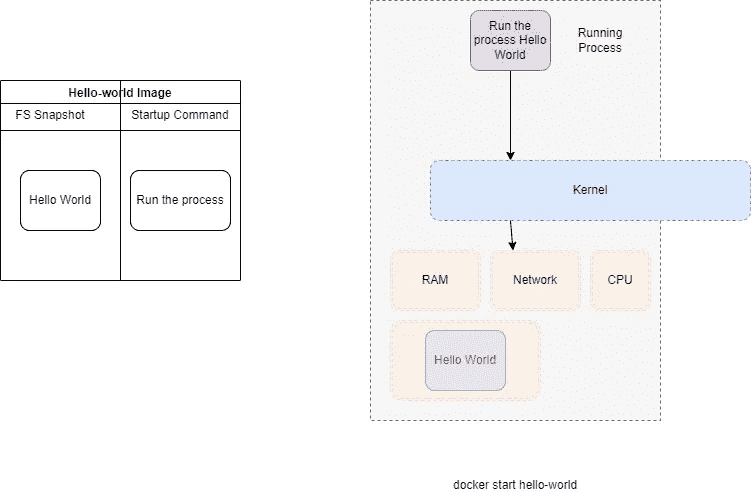 Hello-world Image
FS Snapshot
Startup Command
Hello World
Run the process
Run the
process Hello
World
Running
Process
Kernel
RAM
Network
CPU
Hello World
docker start hello-world